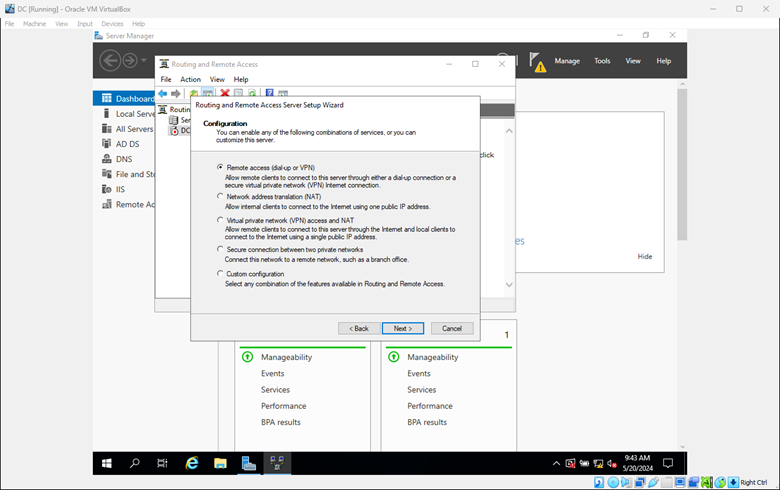 DC [Running] - Oracle VM VirtualBox
File Machine View Input Devices Help
Server Manager
Manage Tools View Help
Routing and Remote Access
File Action View Help
Dashboard
Local Serve
All Servers
AD DS
DNS
File and Sto
IIS
Remote Ac
Routin
Ser
DC
Routing and Remote Access Server Setup Wizard
Configuration
You can enable any of the following combinations of services, or you can
customize this server.
Remote access (dial-up or VPN)
Allow remote clients to connect to this server through either a dial-up connection or a
secure virtual private network (VPN) Internet connection.
Network address translation (NAT)
Allow internal clients to connect to the Internet using one public IP address.
Virtual private network (VPN) access and NAT
Allow remote clients to connect to this server through the Internet and local clients to
connect to the Internet using a single public IP address.
Secure connection between two private networks
Connect this network to a remote network, such as a branch office.
Custom configuration
Select any combination of the features available in Routing and Remote Access.
< Back Next > Cancel
click
es
Hide
1
Manageability
Events
Services
Performance
BPA results
Manageability
Events
Services
Performance
BPA results
9:43 AM
5/20/2024
Right Ctrl